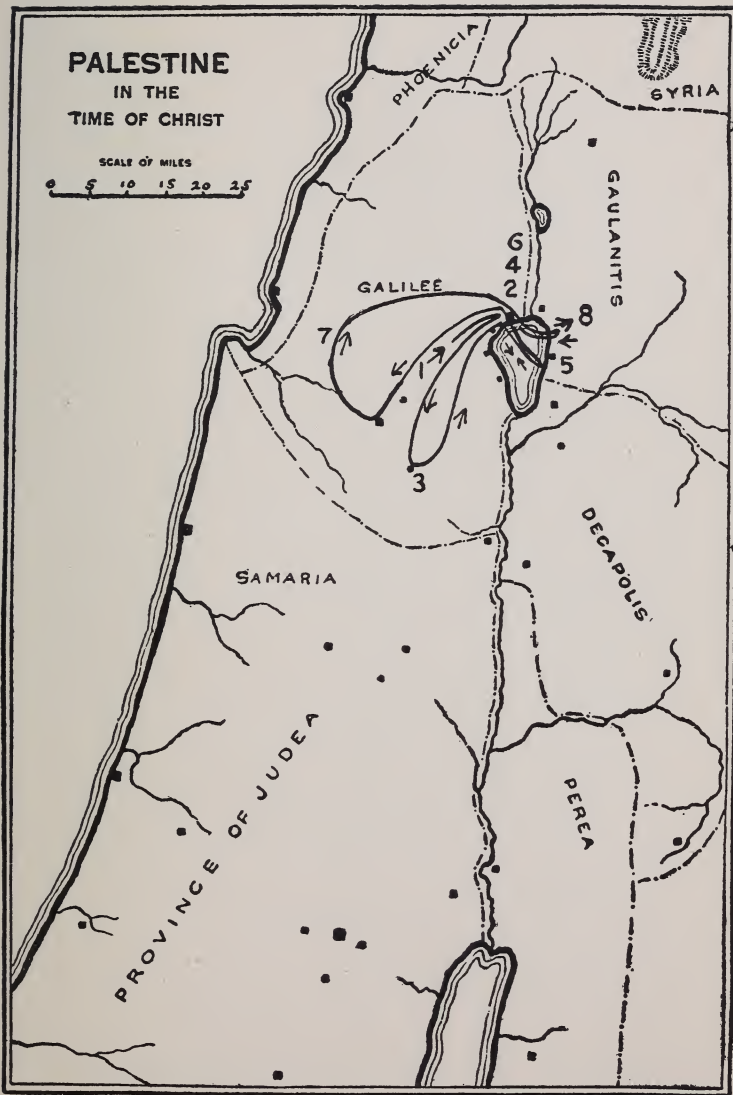 PALESTINE
IN THE
TIME OF CHRIST
SCALE OF MILES
0 5 10 15 20 25
PHOENICIA
SYRIA
GAULANITIS
6
4
2
GALILEE
8
7
1
5
3
DECAPOLIS
SAMARIA
PROVINCE OF JUDEA
PEREA